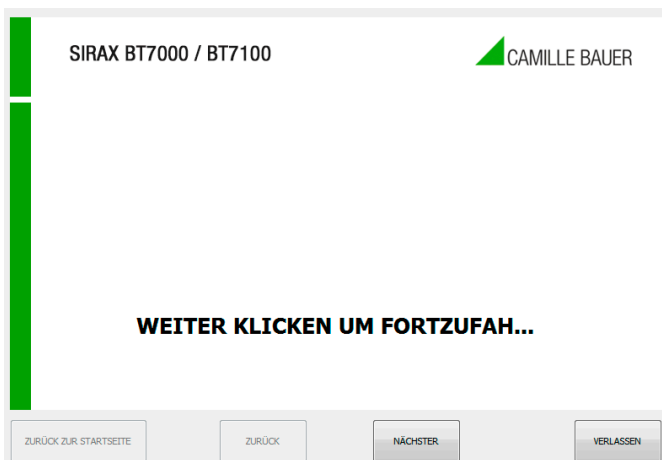 SIRAX BT7000 / BT7100
CAMILLE BAUER
WEITER KLICKEN UM FORTZUFAH...
ZURÜCK ZUR STARTSEITE
ZURÜCK
NÄCHSTER
VERLASSEN